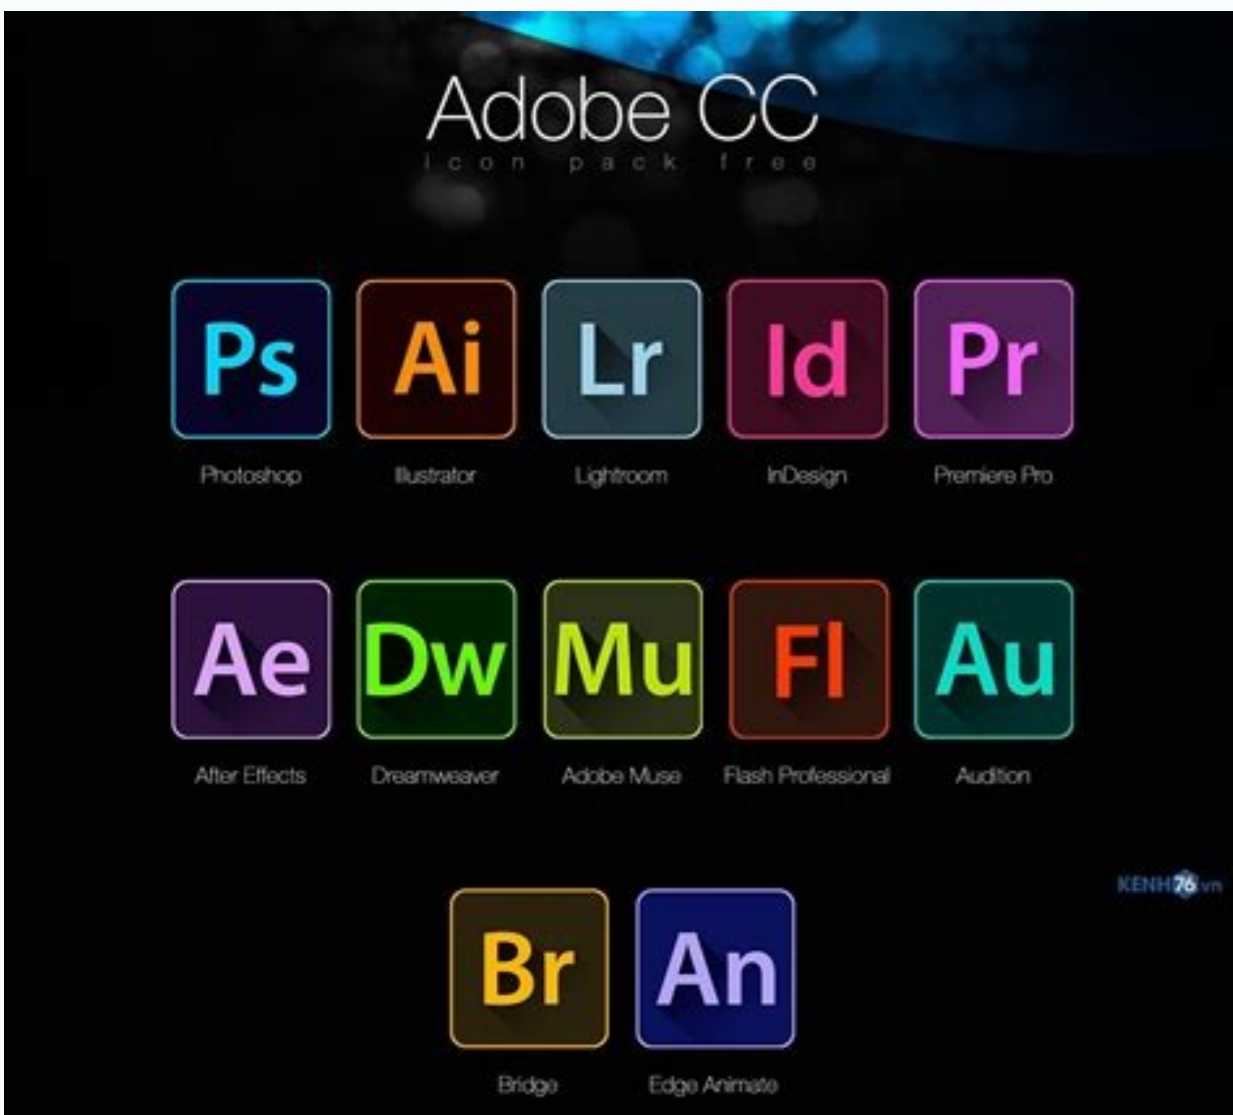 Adobe CC
icon pack free
Ps Ai Lr Id Pr
Photoshop Illustrator Lightroom InDesign Premiere Pro
Ae Dw Mu Fl Au
After Effects Dreamweaver Adobe Muse Flash Professional Audition
KENH76.vn
Br An
Bridge Edge Animate